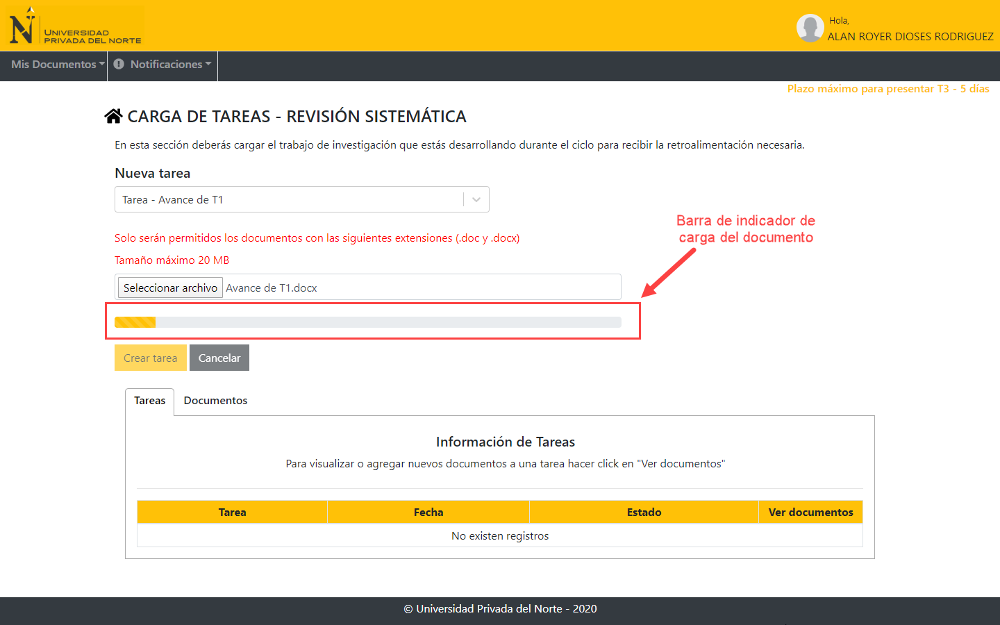 UNIVERSIDAD
PRIVADA DEL NORTE
Hola,
ALAN ROYER DIOSES RODRIGUEZ
Mis Documentos
Notificaciones
Plazo máximo para presentar T3 - 5 días
CARGA DE TAREAS - REVISIÓN SISTEMÁTICA
En esta sección deberás cargar el trabajo de investigación que estás desarrollando durante el ciclo para recibir la retroalimentación necesaria.
Nueva tarea
Tarea - Avance de T1
Barra de indicador de
carga del documento
Solo serán permitidos los documentos con las siguientes extensiones (.doc y .docx)
Tamaño máximo 20 MB
Seleccionar archivo Avance de T1.docx
Crear tarea Cancelar
Tareas Documentos
Información de Tareas
Para visualizar o agregar nuevos documentos a una tarea hacer click en "Ver documentos"
Tarea Fecha Estado Ver documentos
No existen registros
© Universidad Privada del Norte - 2020